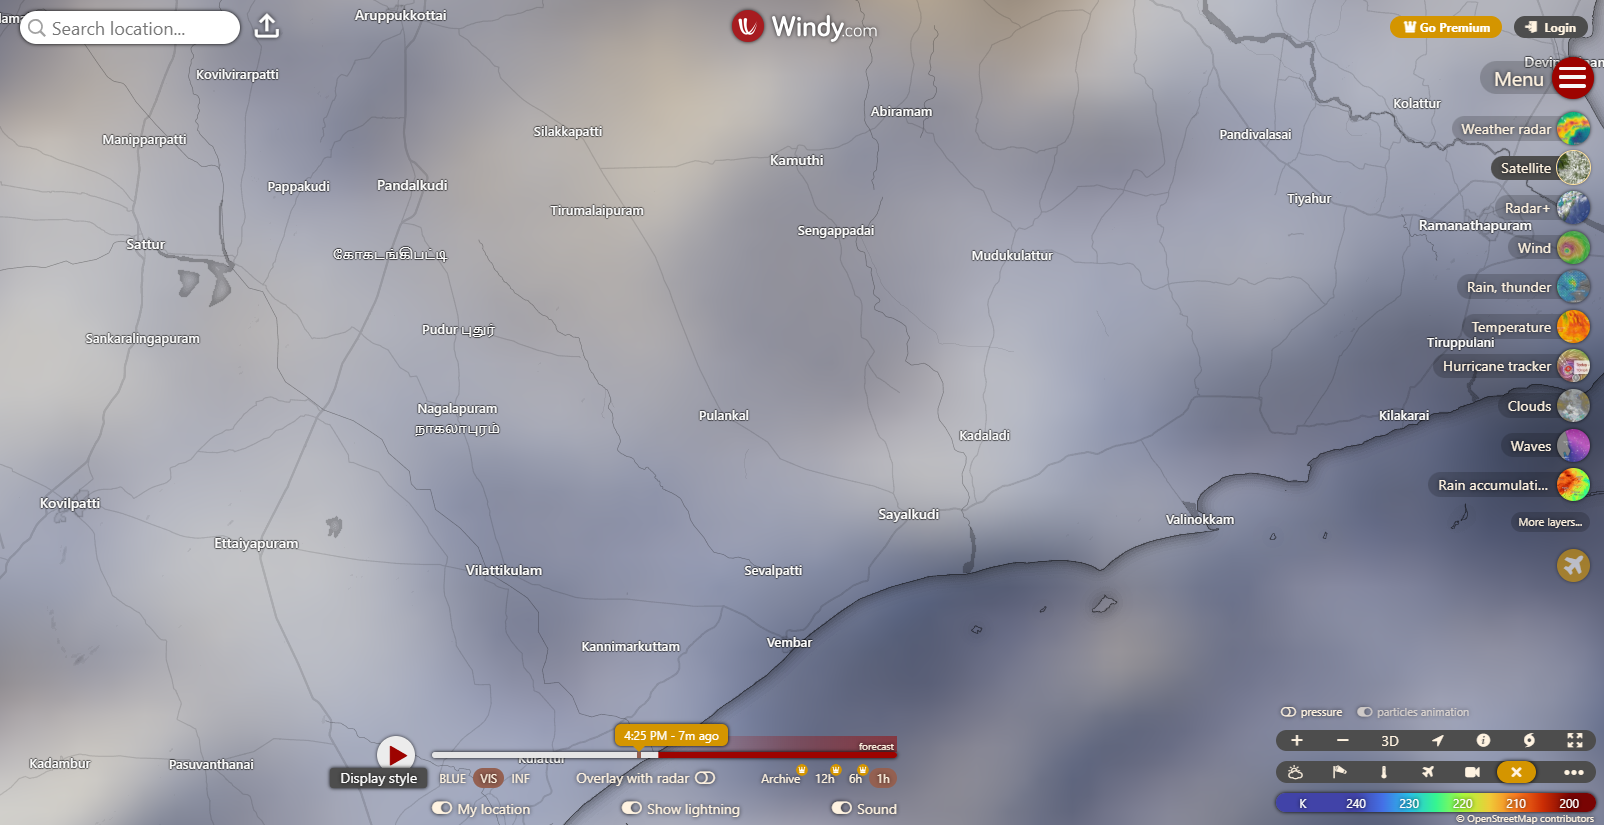 Aruppukkottai
Search location...
Windy.com
Go Premium
Login
Kovilvirarpatti
Menu
Kolattur
Abiramam
Manipparpatti
Silakkapatti
Pandivalasai
Weather radar
Kamuthi
Satellite
Pappakudi
Pandalkudi
Tiyahur
Radar+
Tirumalaipuram
Ramanathapuram
Sengappadai
Sattur
கோகடங்கிபட்டி
Mudukulattur
Wind
Rain, thunder
Pudur புதுர்
Temperature
Sankaralingapuram
Tiruppulani
Hurricane tracker
Nagalapuram
நாகலாபுரம்
Pulankal
Clouds
Kilakarai
Kadaladi
Waves
Rain accumulati...
Kovilpatti
Sayalkudi
Valinokkam
More layers...
Ettaiyapuram
Vilattikulam
Sevalpatti
Kannimarkuttam
Vembar
pressure
particles animation
4:25 PM - 7m ago
forecast
3D
Kulattur
Kadambur
Pasuvanthanai
Display style
BLUE
VIS
INF
Overlay with radar
Archive
12h
6h
1h
My location
Show lightning
Sound
K 240 230 220 210 200
© OpenStreetMap contributors